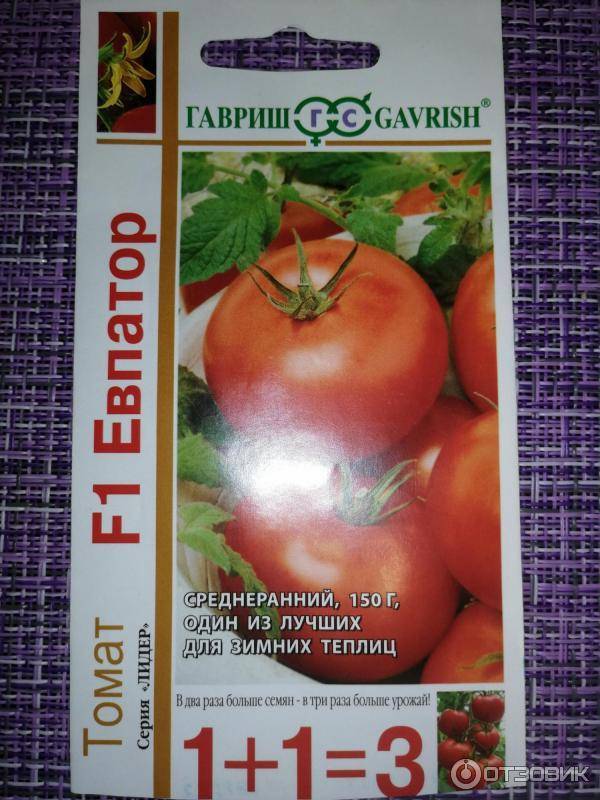 ГАВРИШ ГС GAVRISH®
Томат F1 Евпатор
Серия «ЛИДЕР»
СРЕДНЕРАННИЙ, 150 Г,
ОДИН ИЗ ЛУЧШИХ
ДЛЯ ЗИМНИХ ТЕПЛИЦ
В два раза больше семян - в три раза больше урожай!
1+1=3
ОТЗОВИК